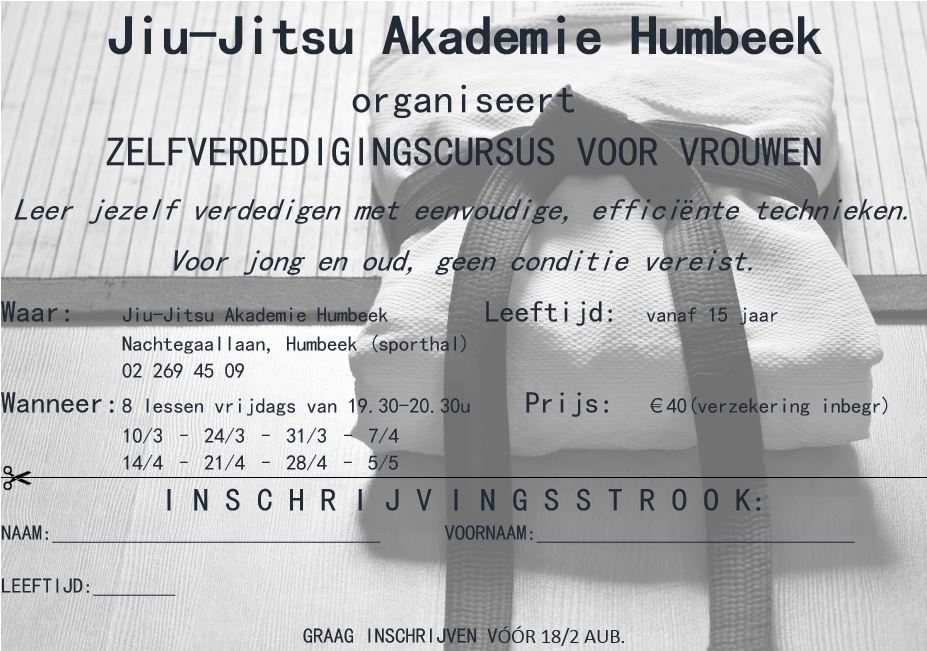 Jiu-Jitsu Akademie Humbeek
organiseert
ZELFVERDEDIGINGSCURSUS VOOR VROUWEN
Leer jezelf verdedigen met eenvoudige, efficiënte technieken.
Voor jong en oud, geen conditie vereist.
Waar: Jiu-Jitsu Akademie Humbeek Leeftijd: vanaf 15 jaar
Nachtegaallaan, Humbeek (sporthal)
02 269 45 09
Wanneer: 8 lessen vrijdags van 19.30-20.30u Prijs: €40(verzekering inbegr)
10/3 - 24/3 - 31/3 - 7/4
14/4 - 21/4 - 28/4 - 5/5
INSCHRIJVINGSSTROOK:
NAAM:______________________________ VOORNAAM:______________________________
LEEFTIJD:________
GRAAG INSCHRIJVEN VÓÓR 18/2 AUB.